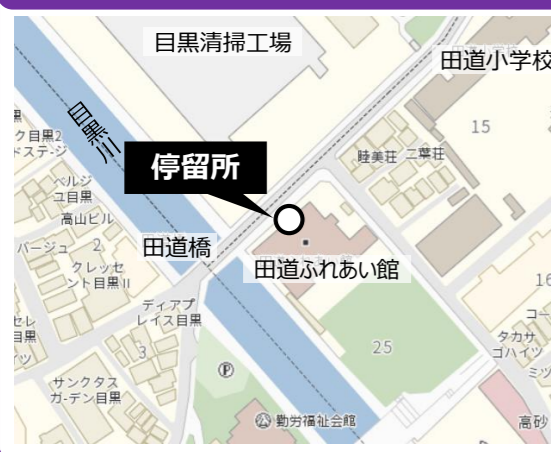 目黒清掃工場
田道小学校
目黒川
15
ク目黒2
ドステージ
睦美荘
二葉荘
停留所
ベルジ
ュ目黒
高山ビル
バージュ
2
田道橋
クレッセ
ント目黒Ⅱ
田道ふれあい館
16
ディアプ
レイス目黒
コー
タカサ
ゴハイツ
ミツ
セレ
目黒
3
25
P
サンクタス
ガーデン目黒
勤労福祉会館
高砂